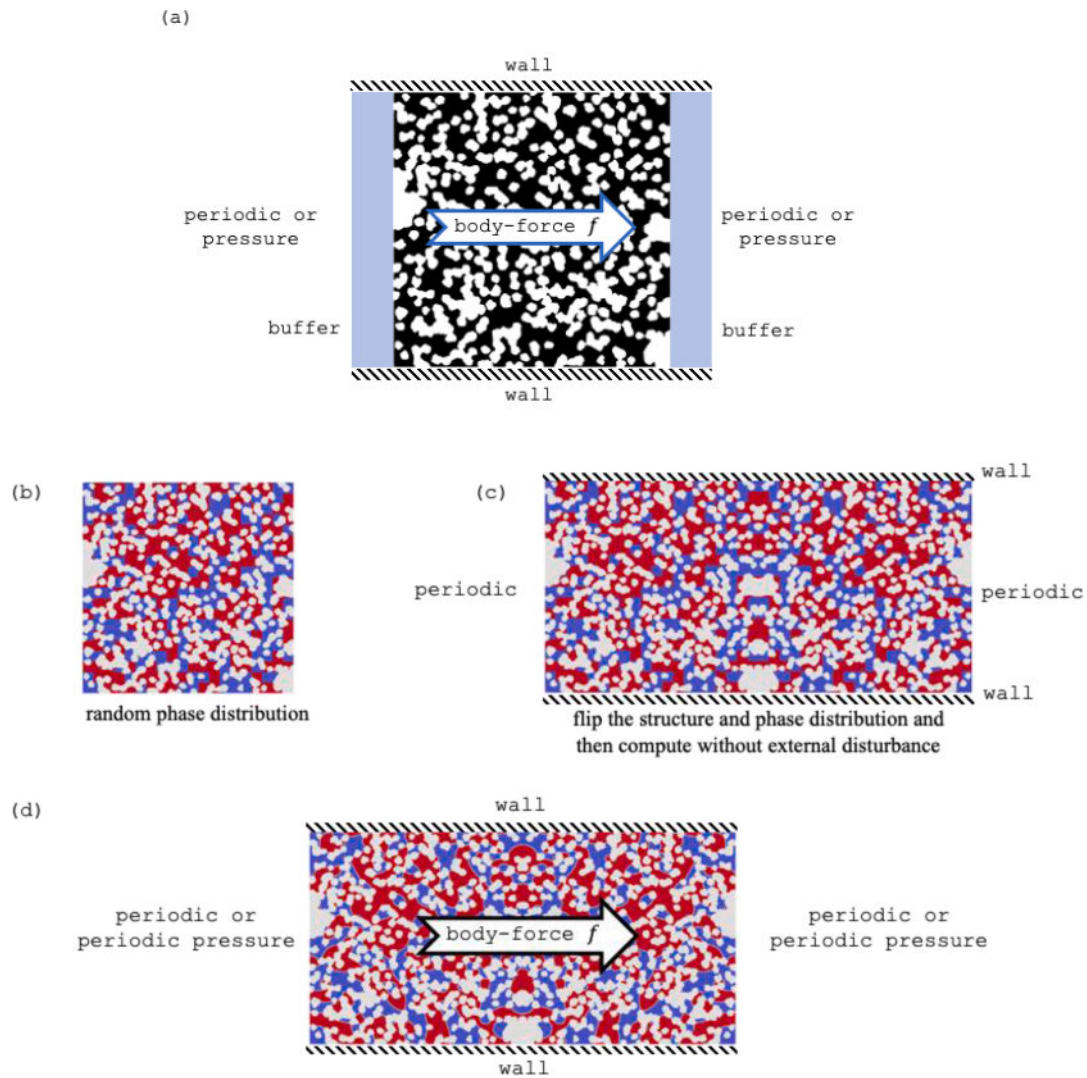 (a)
wall
periodic or
pressure
body-force f
periodic or
pressure
buffer
buffer
wall
(b)
(c)
wall
periodic
periodic
wall
random phase distribution
flip the structure and phase distribution and
then compute without external disturbance
(d)
wall
periodic or
periodic pressure
body-force f
periodic or
periodic pressure
wall